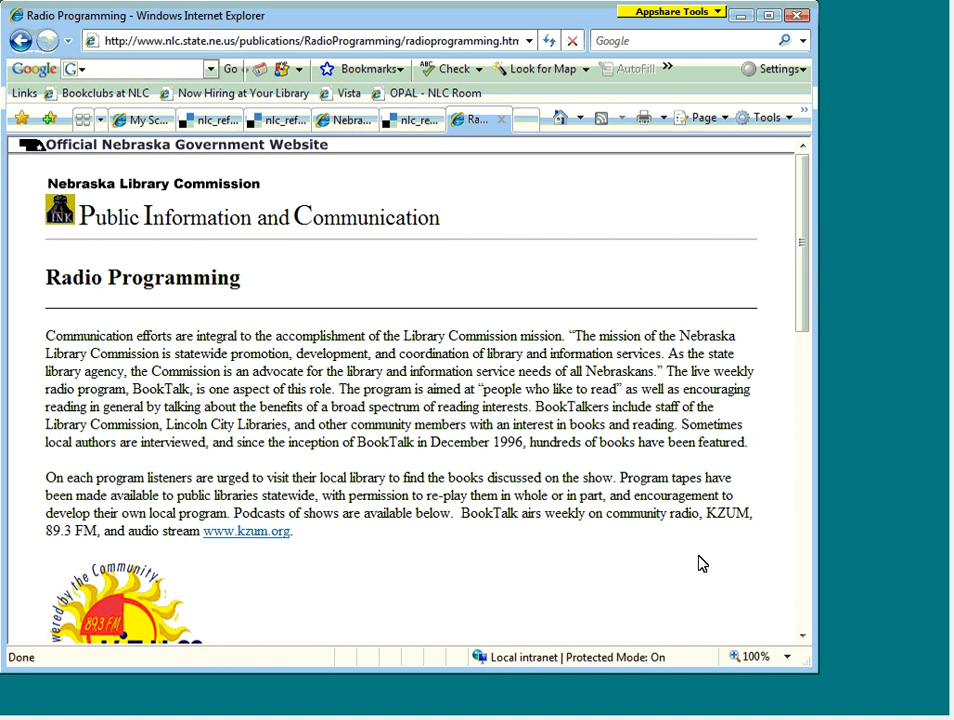 Radio Programming - Windows Internet Explorer
Appshare Tools
http://www.nlc.state.ne.us/publications/RadioProgramming/radioprogramming.htm
Google
Google
G
Go
Bookmarks
ABC Check
Look for Map
AutoFill
»
Settings
Links
Bookclubs at NLC
Now Hiring at Your Library
Vista
OPAL - NLC Room
My Sc...
nlc_ref...
nlc_ref...
Nebra...
nlc_re...
Ra...
Page
Tools
»
Official Nebraska Government Website
Nebraska Library Commission
INK
Public Information and Communication
Radio Programming
Communication efforts are integral to the accomplishment of the Library Commission mission. “The mission of the Nebraska
Library Commission is statewide promotion, development, and coordination of library and information services. As the state
library agency, the Commission is an advocate for the library and information service needs of all Nebraskans.” The live weekly
radio program, BookTalk, is one aspect of this role. The program is aimed at “people who like to read” as well as encouraging
reading in general by talking about the benefits of a broad spectrum of reading interests. BookTalkers include staff of the
Library Commission, Lincoln City Libraries, and other community members with an interest in books and reading. Sometimes
local authors are interviewed, and since the inception of BookTalk in December 1996, hundreds of books have been featured.
On each program listeners are urged to visit their local library to find the books discussed on the show. Program tapes have
been made available to public libraries statewide, with permission to re-play them in whole or in part, and encouragement to
develop their own local program. Podcasts of shows are available below. BookTalk airs weekly on community radio, KZUM,
89.3 FM, and audio stream www.kzum.org.
wered by the Community.
89.3 FM
Done
Local intranet | Protected Mode: On
100%